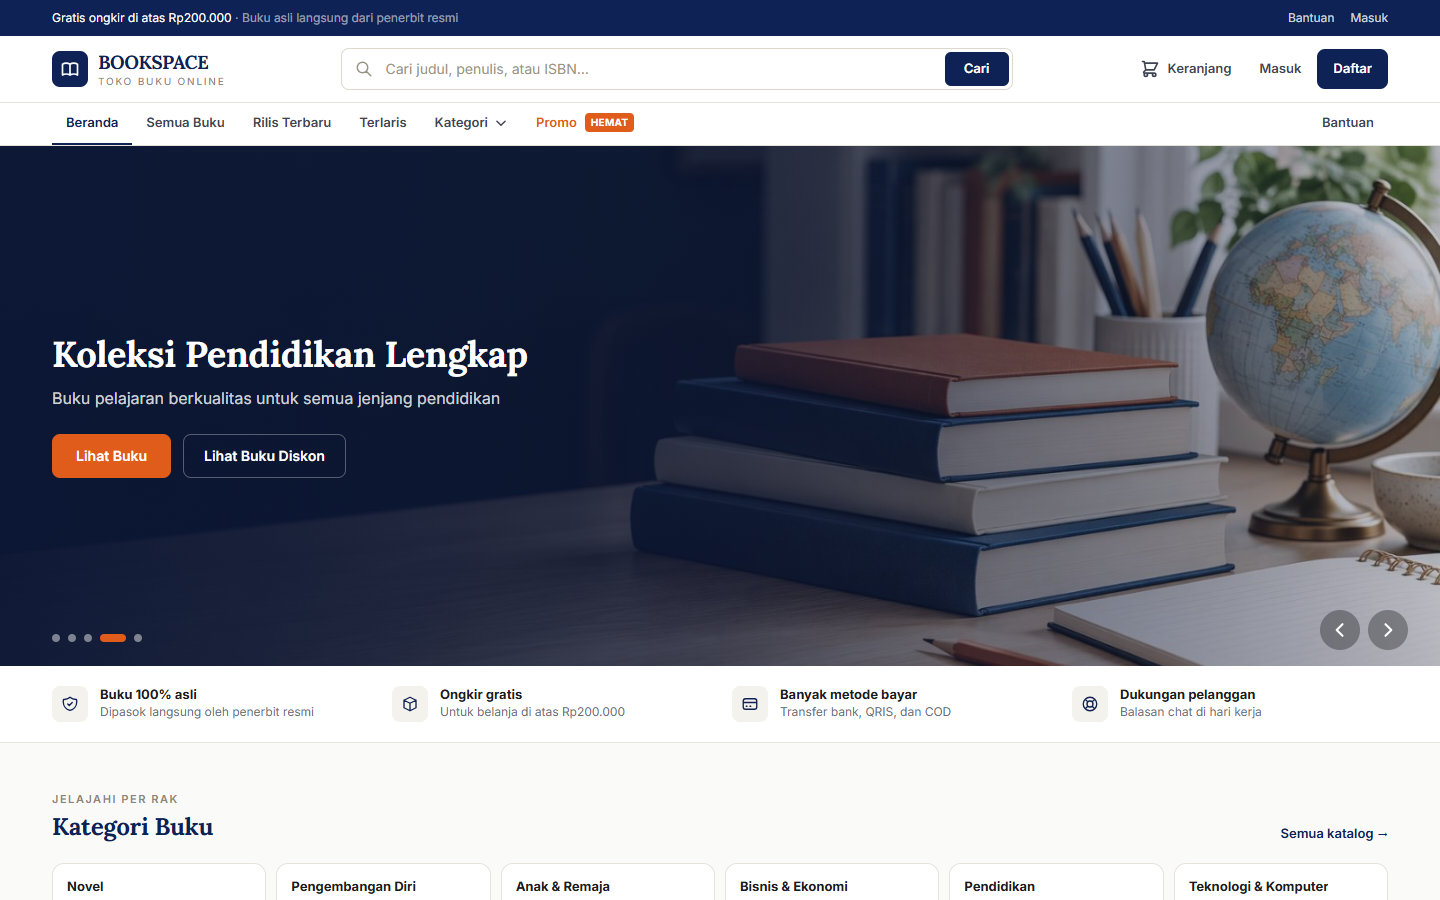 Gratis ongkir di atas Rp200.000 · Buku asli langsung dari penerbit resmi
Bantuan Masuk
BOOKSPACE
TOKO BUKU ONLINE
Cari judul, penulis, atau ISBN...
Cari
Keranjang
Masuk
Daftar
Beranda
Semua Buku
Rilis Terbaru
Terlaris
Kategori
Promo HEMAT
Bantuan
Koleksi Pendidikan Lengkap
Buku pelajaran berkualitas untuk semua jenjang pendidikan
Lihat Buku
Lihat Buku Diskon
Buku 100% asli
Dipasok langsung oleh penerbit resmi
Ongkir gratis
Untuk belanja di atas Rp200.000
Banyak metode bayar
Transfer bank, QRIS, dan COD
Dukungan pelanggan
Balasan chat di hari kerja
JELAJAHI PER RAK
Kategori Buku
Semua katalog →
Novel
Pengembangan Diri
Anak & Remaja
Bisnis & Ekonomi
Pendidikan
Teknologi & Komputer